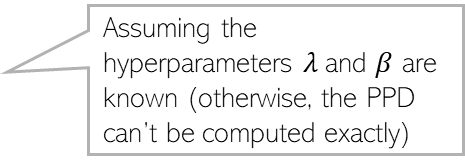 Assuming the
hyperparameters λ and β are
known (otherwise, the PPD
can't be computed exactly)